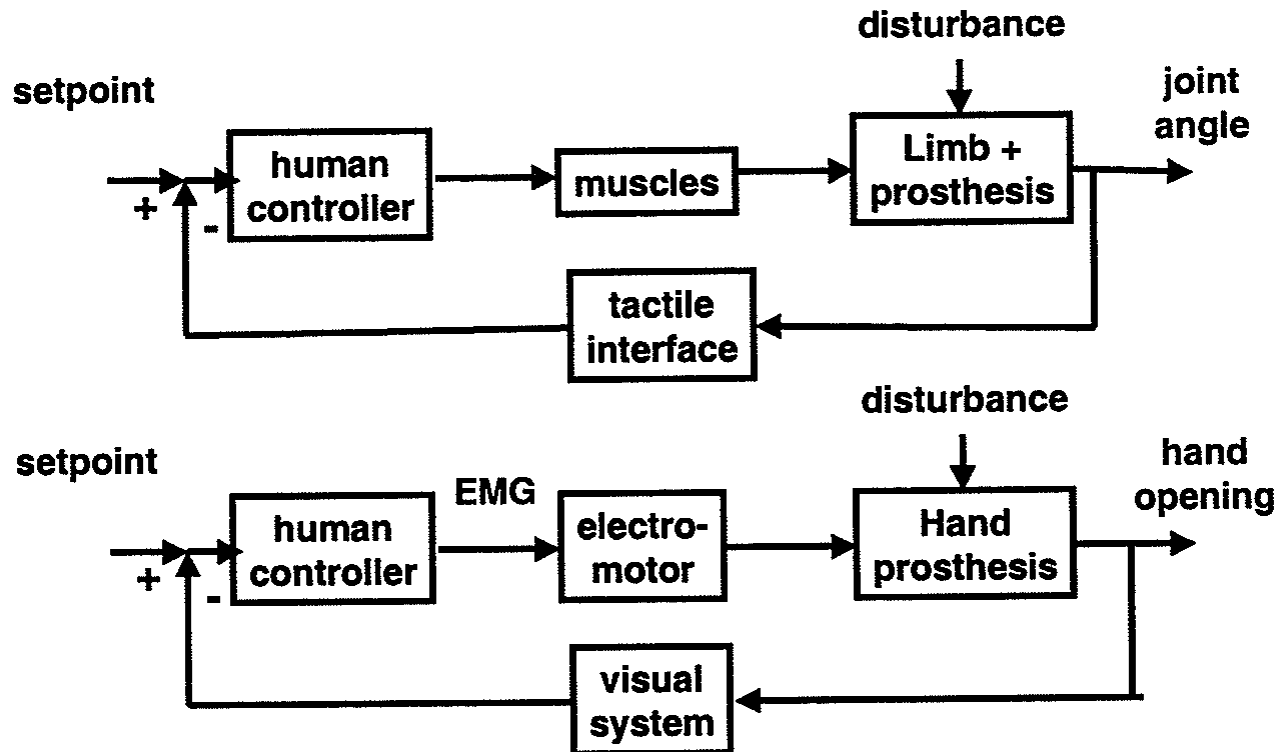 disturbance
setpoint
joint
angle
human
controller
muscles
Limb +
prosthesis
+
-
tactile
interface
disturbance
setpoint
hand
opening
EMG
human
controller
electro-
motor
Hand
prosthesis
+
-
visual
system